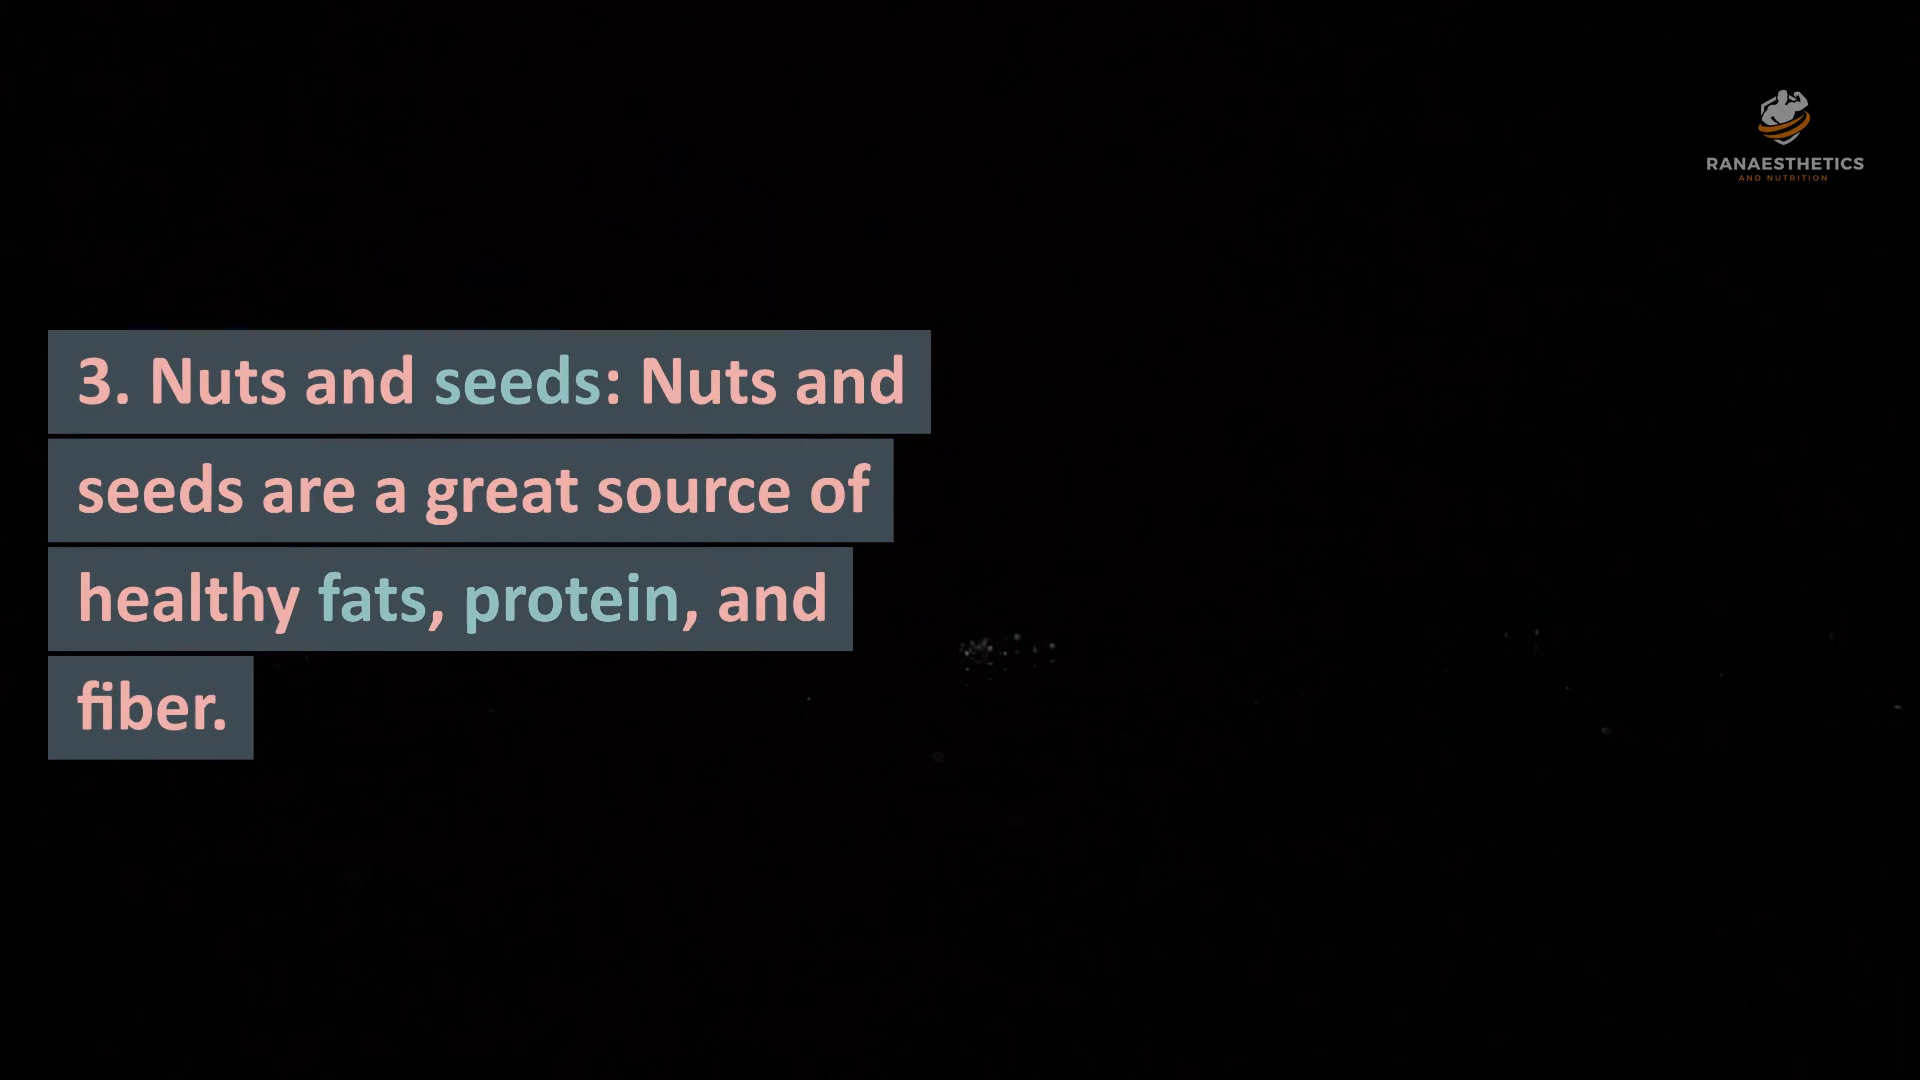 RANAESTHETICS
AND NUTRITION
3. Nuts and seeds: Nuts and
seeds are a great source of
healthy fats, protein, and
fiber.